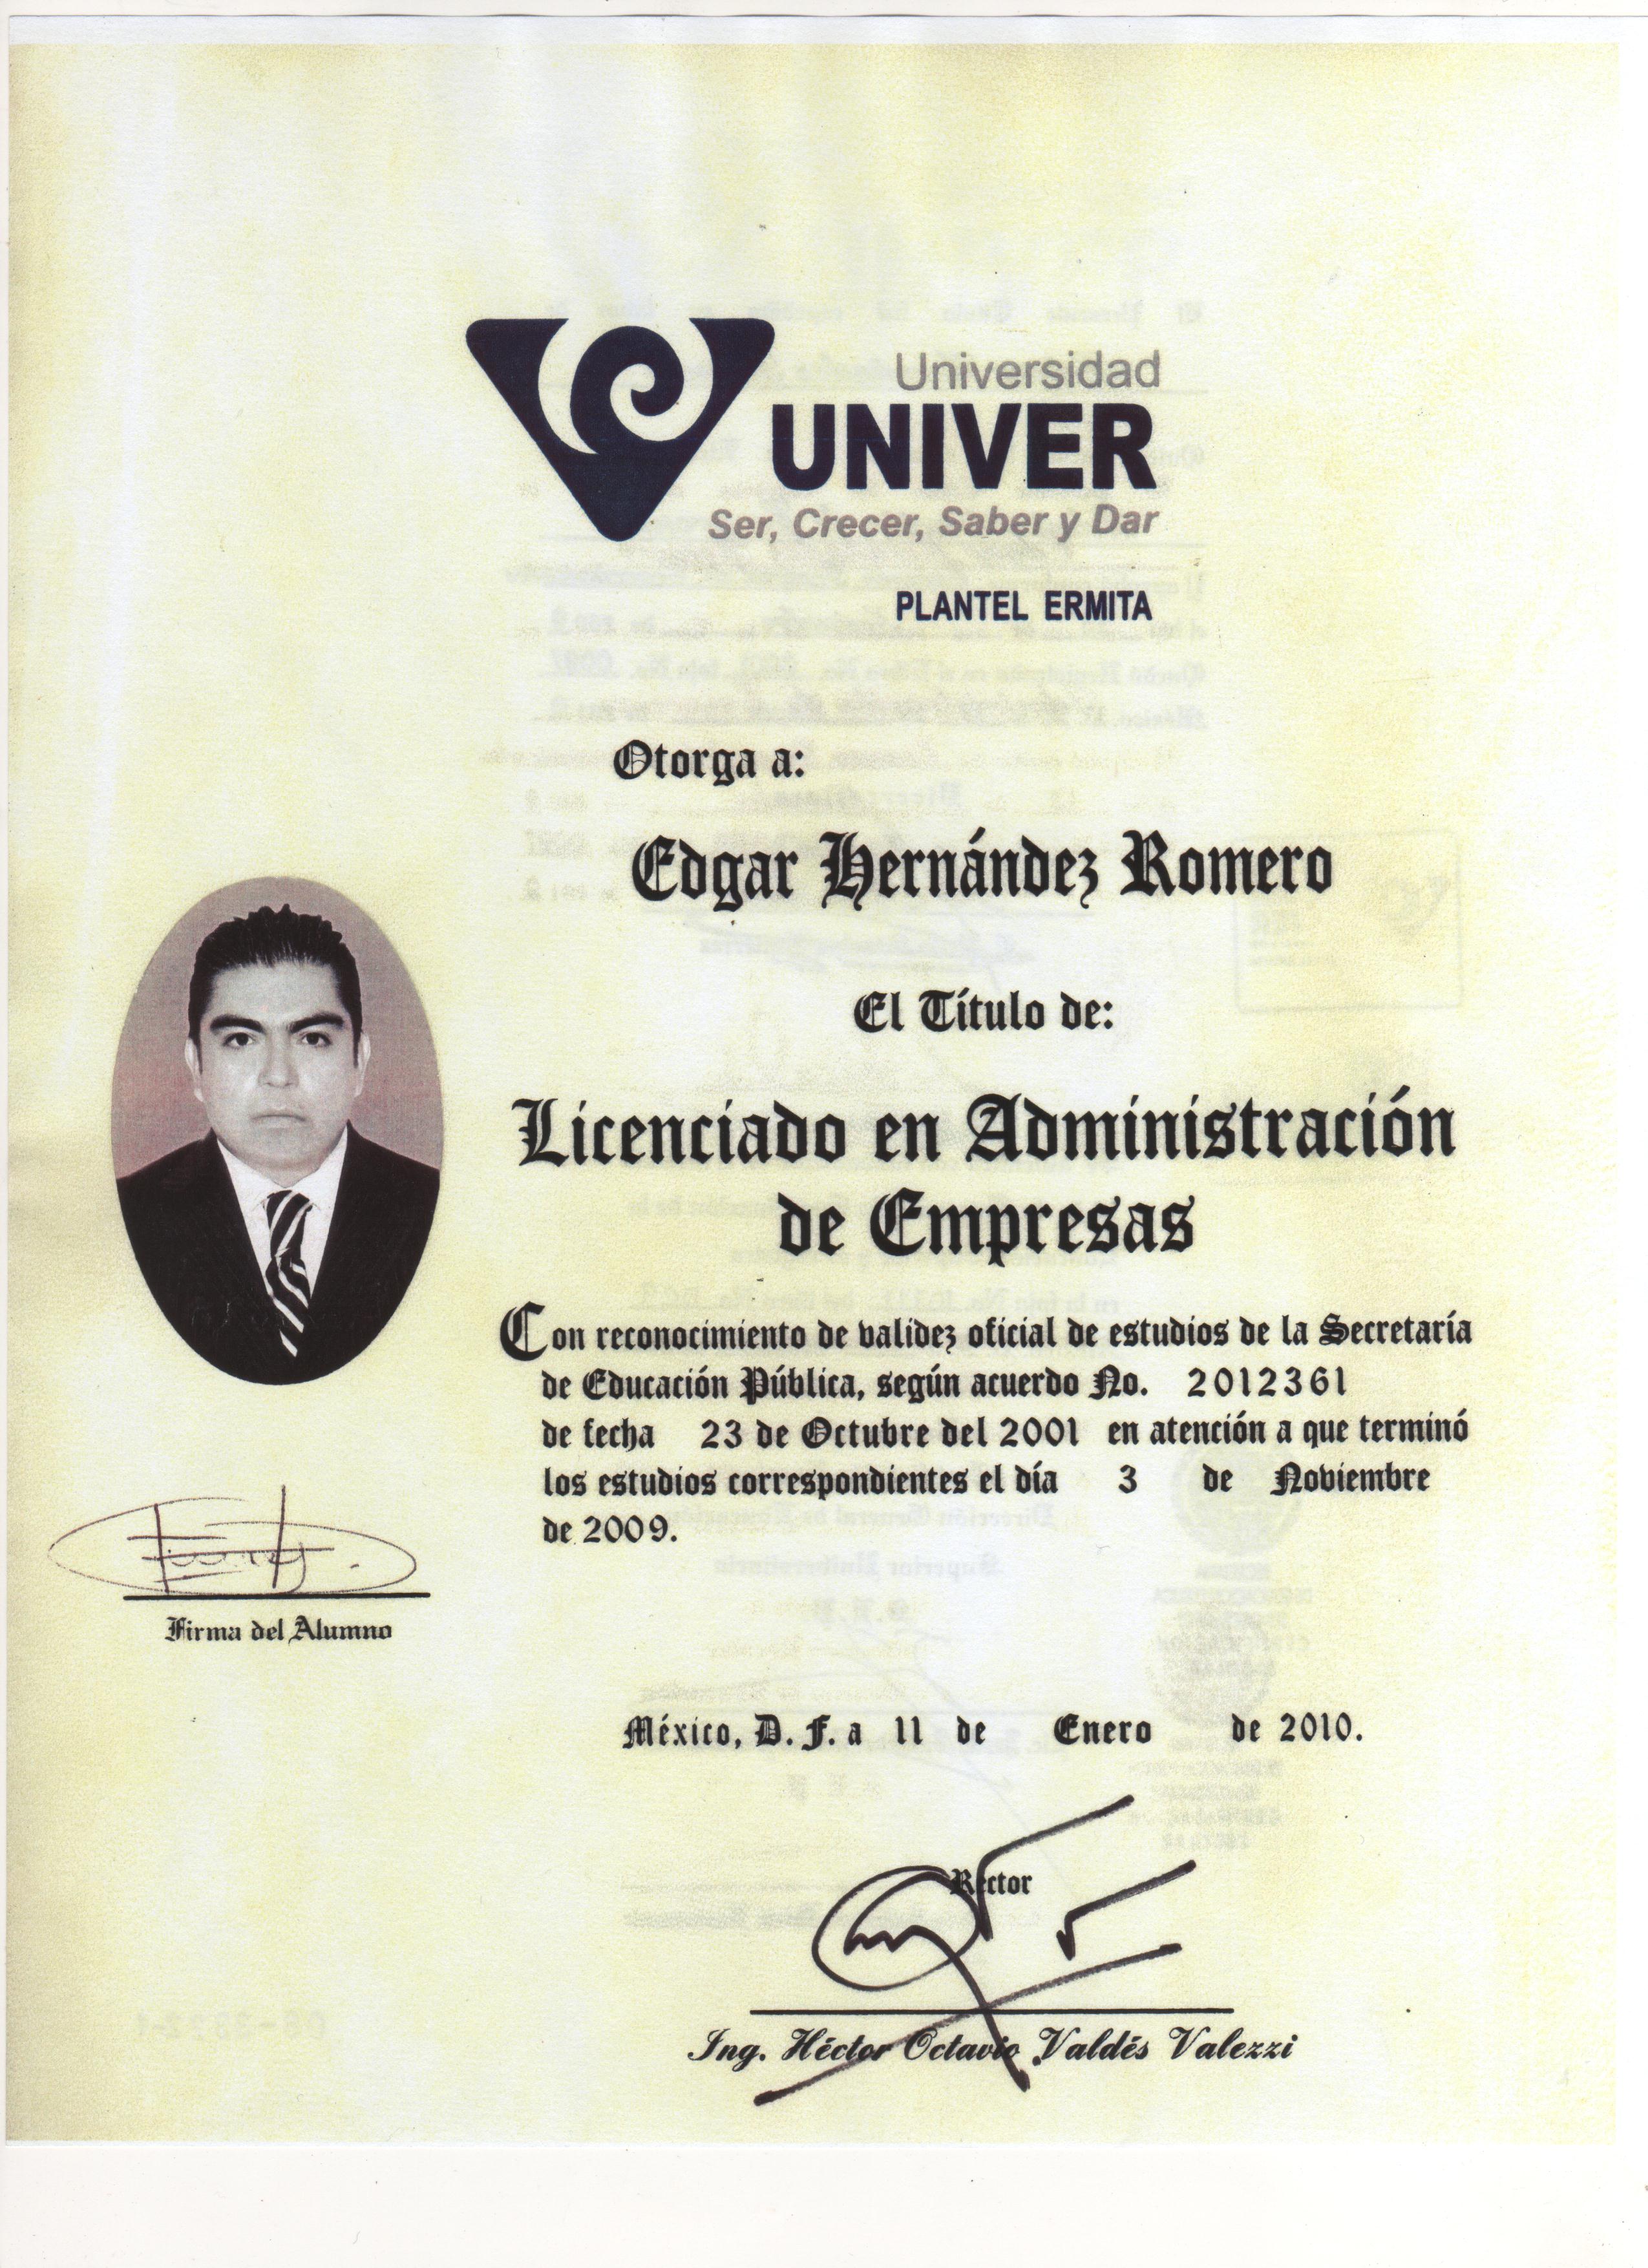 Universidad
UNIVER
Ser, Crecer, Saber y Dar
PLANTEL ERMITA
Otorga a:
Edgar Hernández Romero
El Título de:
Licenciado en Administración
de Empresas
Con reconocimiento de validez oficial de estudios de la Secretaría
de Educación Pública, según acuerdo No. 2012361
de fecha 23 de Octubre del 2001 en atención a que terminó
los estudios correspondientes el día 3 de Noviembre
de 2009.
Firma del Alumno
México, D. F. a 11 de Enero de 2010.
Rector
Ing. Héctor Octavio Valdés Valezzi